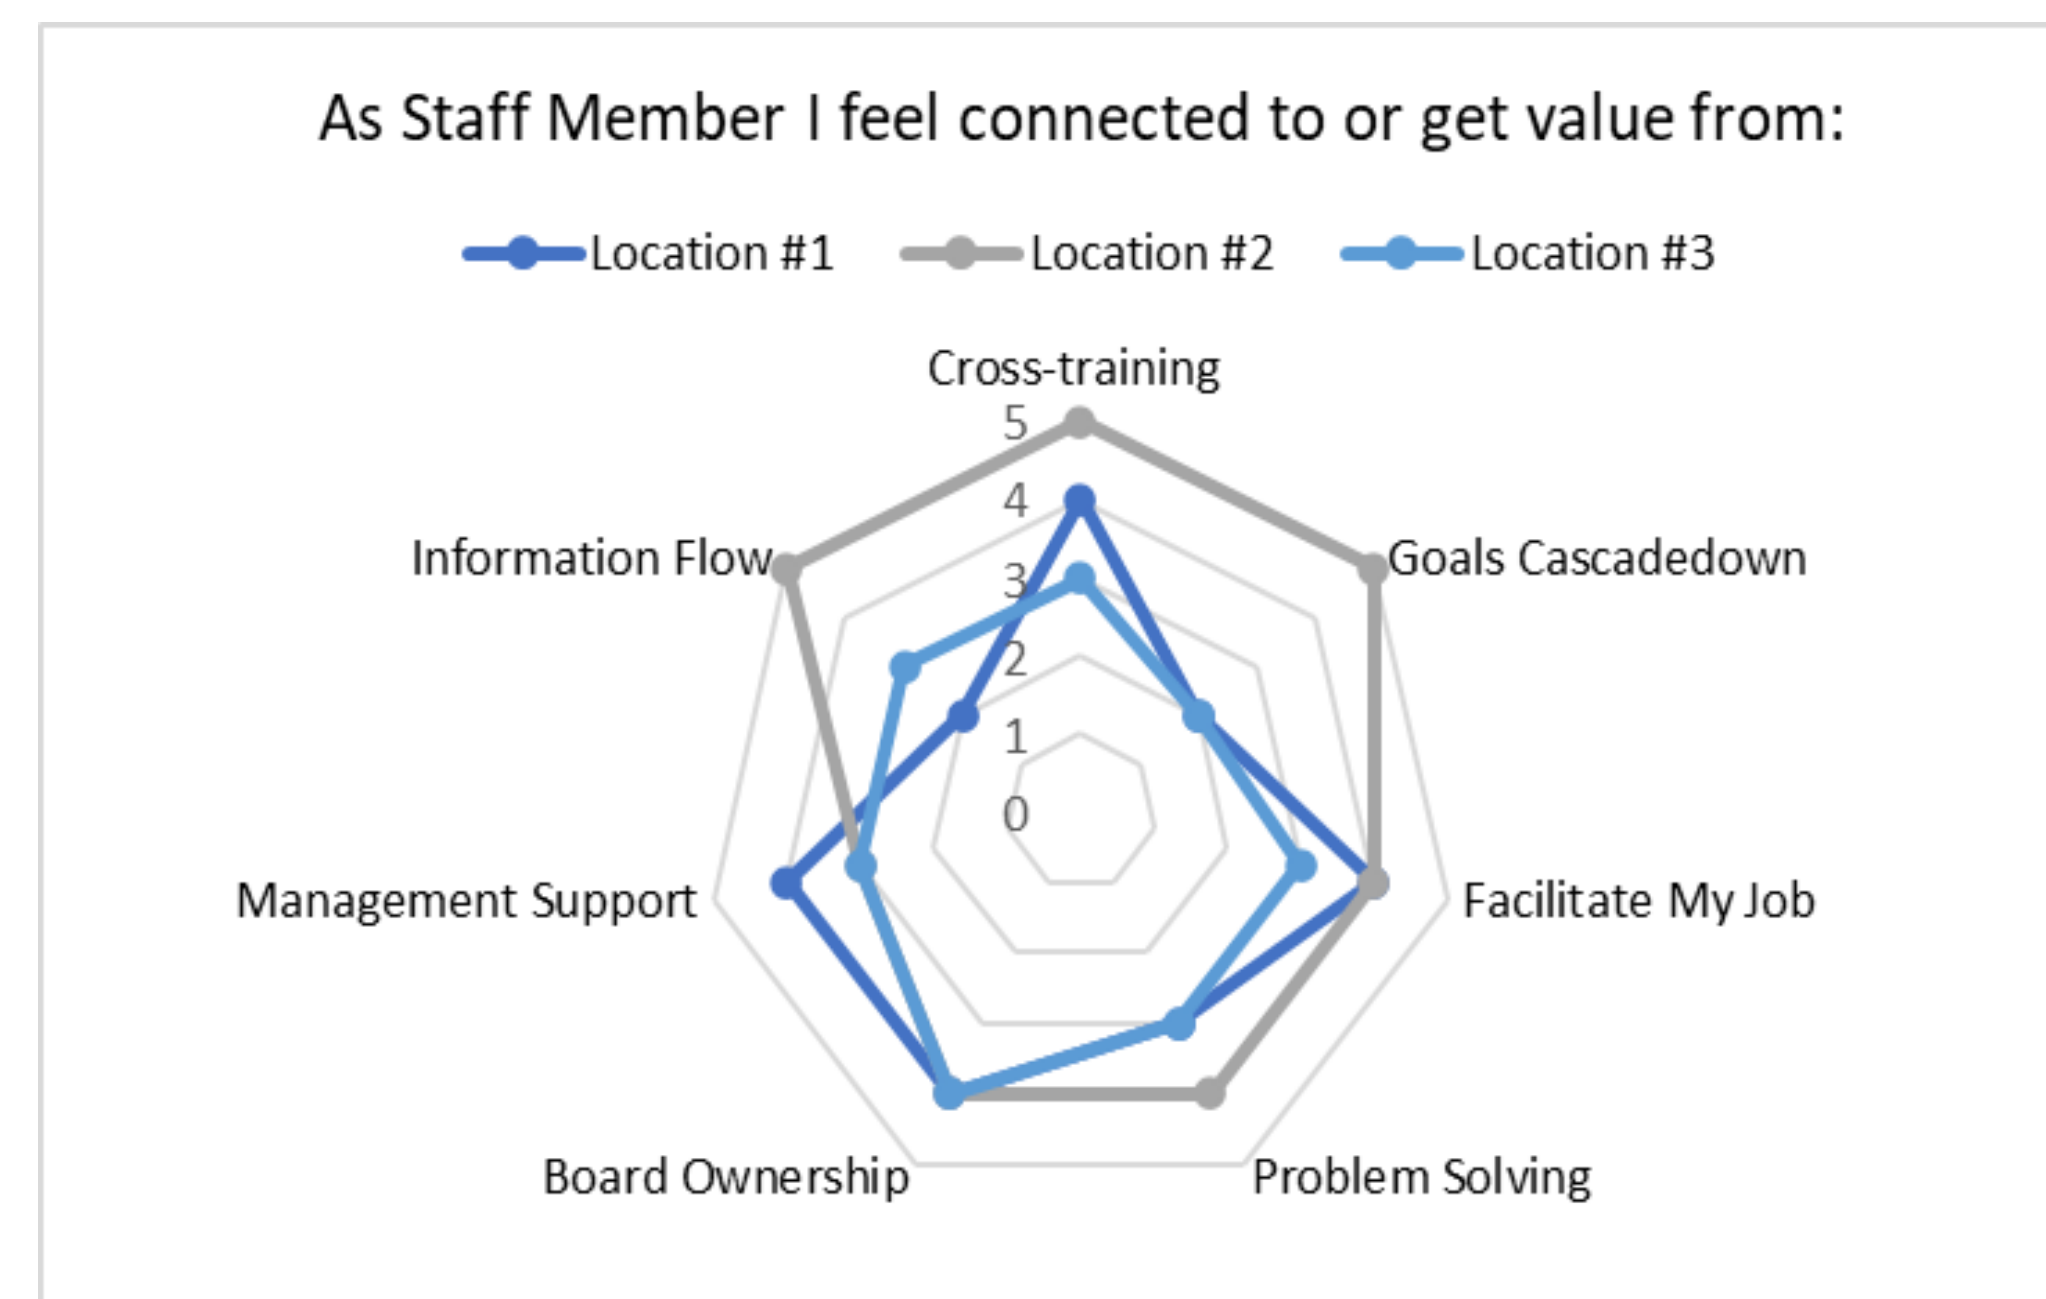 As Staff Member I feel connected to or get value from:
Location #1 Location #2 Location #3
Cross-training
5
4
Information Flow
Goals Cascadedown
3
2
1
0
Management Support
Facilitate My Job
Board Ownership
Problem Solving